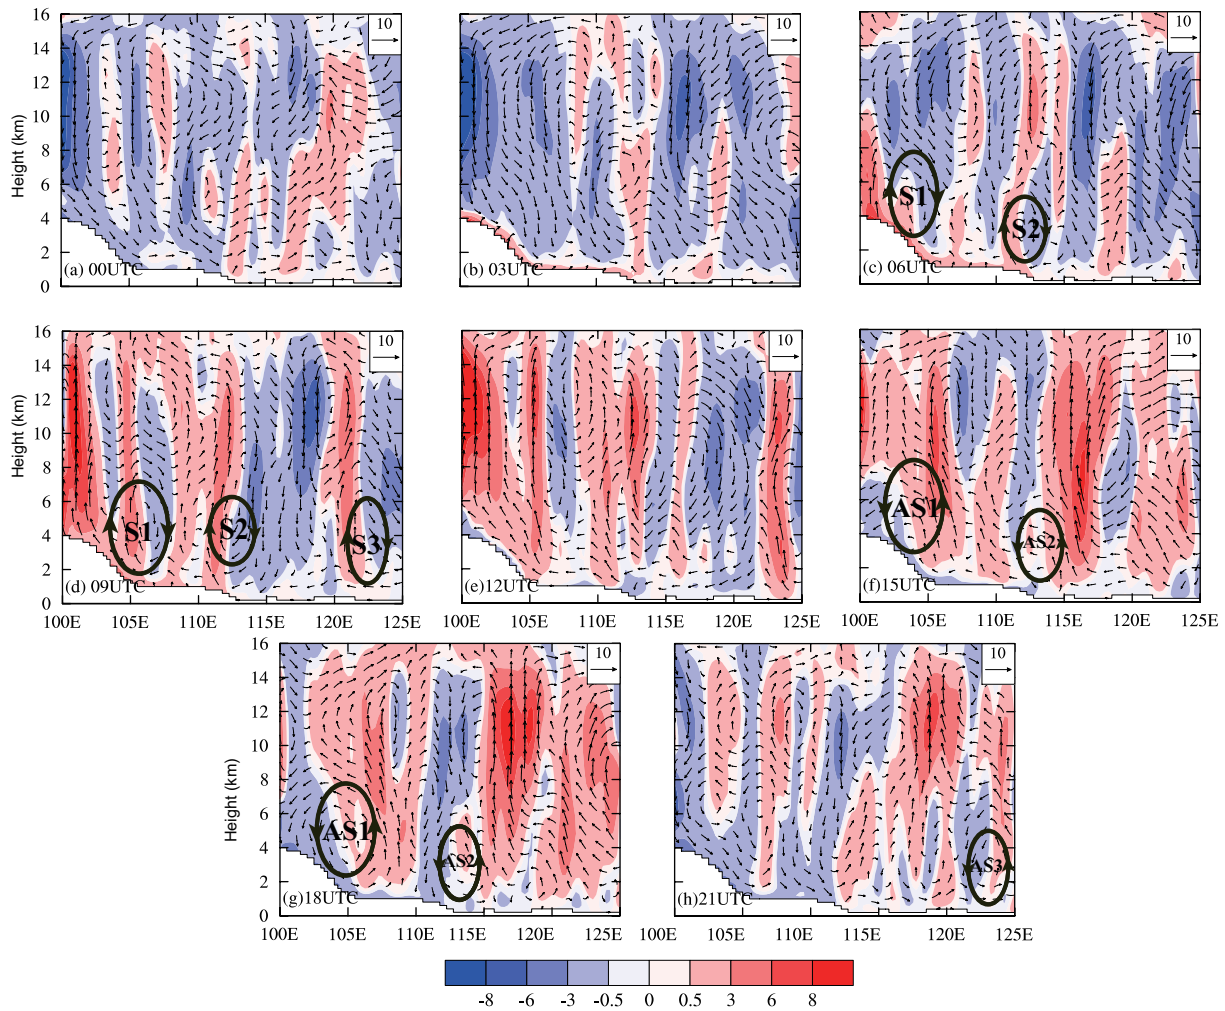 16
14
12
10
8
6
4
2
0
Height (km)
10
(a) 00UTC
10
(b) 03UTC
10
S1
S2
(c) 06UTC
16
14
12
10
8
6
4
2
0
Height (km)
10
S1
S2
S3
(d) 09UTC
100E 105E 110E 115E 120E 125E
10
(e)12UTC
100E 105E 110E 115E 120E 125E
10
AS1
AS2
(f)15UTC
100E 105E 110E 115E 120E 125E
16
14
12
10
8
6
4
2
0
Height (km)
10
AS1
AS2
(g)18UTC
100E 105E 110E 115E 120E 125E
10
AS3
(h)21UTC
100E 105E 110E 115E 120E 125E
-8 -6 -3 -0.5 0 0.5 3 6 8